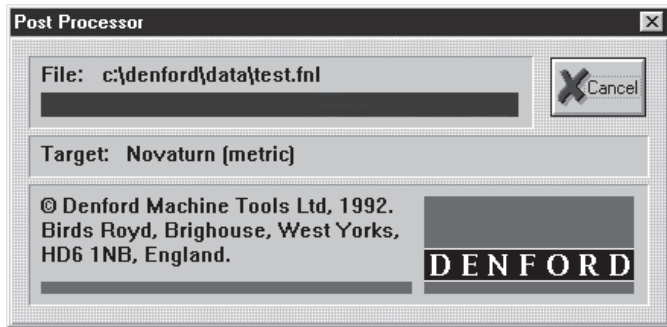 Post Processor
File: c:\denford\data\test.fnl
Cancel
Target: Novaturn (metric)
© Denford Machine Tools Ltd, 1992.
Birds Royd, Brighouse, West Yorks,
HD6 1NB, England.
DENFORD